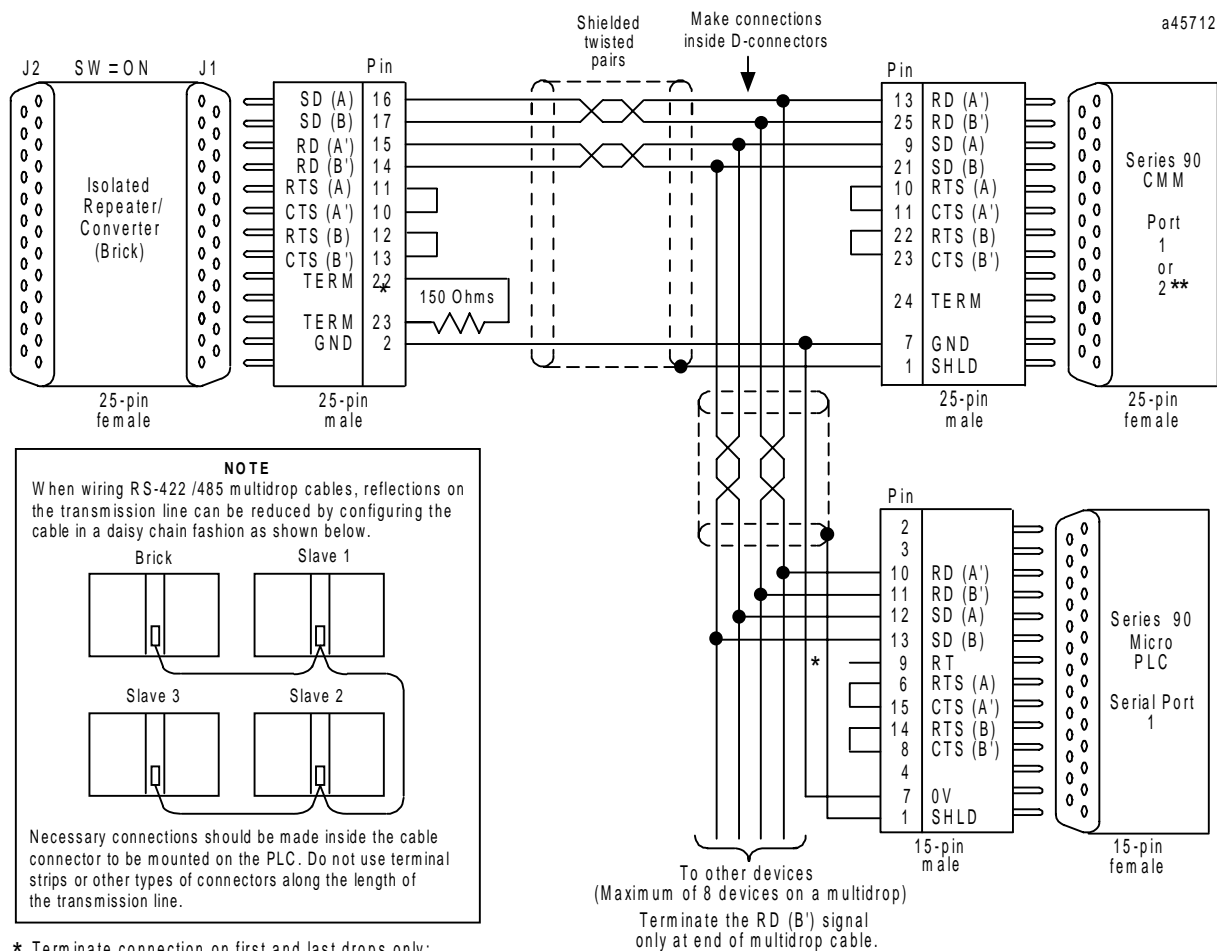 a45712
Shielded
twisted
pairs
Make connections
inside D-connectors
J2 SW = ON J1
Pin
SD (A) 16
SD (B) 17
RD (A') 15
RD (B') 14
RTS (A) 11
CTS (A') 10
RTS (B) 12
CTS (B') 13
TERM 22
*
TERM 23
GND 2
150 Ohms
Isolated
Repeater/
Converter
(Brick)
25-pin
female
25-pin
male
Pin
13 RD (A')
25 RD (B')
9 SD (A)
21 SD (B)
10 RTS (A)
11 CTS (A')
22 RTS (B)
23 CTS (B')
24 TERM
7 GND
1 SHLD
Series 90
CMM
Port
1
or
2**
25-pin
male
25-pin
female
NOTE
When wiring RS-422 /485 multidrop cables, reflections on
the transmission line can be reduced by configuring the
cable in a daisy chain fashion as shown below.
Brick Slave 1
Slave 3 Slave 2
Necessary connections should be made inside the cable
connector to be mounted on the PLC. Do not use terminal
strips or other types of connectors along the length of
the transmission line.
Pin
2
3
10 RD (A')
11 RD (B')
12 SD (A)
13 SD (B)
* 9 RT
6 RTS (A)
15 CTS (A')
14 RTS (B)
8 CTS (B')
4
7 0V
1 SHLD
Series 90
Micro
PLC
Serial Port
1
15-pin
male
15-pin
female
To other devices
(Maximum of 8 devices on a multidrop)
Terminate the RD (B') signal
only at end of multidrop cable.
* Terminate connection on first and last drops only: